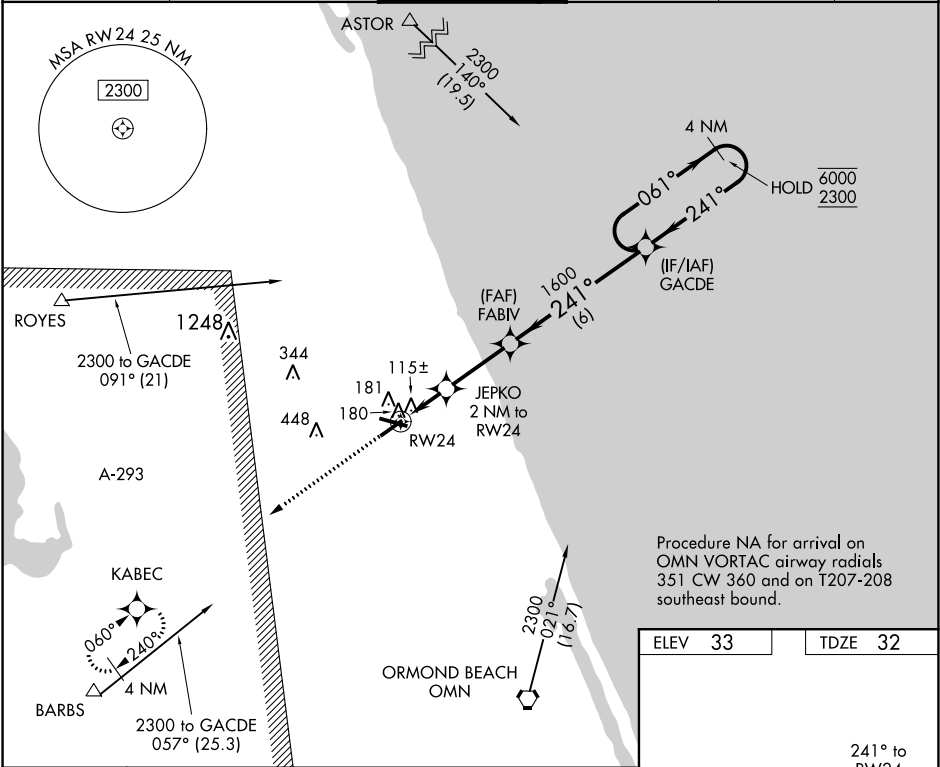 MSA RW 24 25 NM
2300
ASTOR
2300
140°
(19.5)
4 NM
061°
241°
HOLD
6000
2300
(IF/IAF)
GACDE
1600
241°
(6)
(FAF)
FABIV
ROYES
2300 to GACDE
091° (21)
1248
344
448
181
115±
180
JEPKO
2 NM to
RW24
RW24
A-293
KABEC
060°
240°
4 NM
BARBS
2300 to GACDE
057° (25.3)
2300
021°
(16.7)
ORMOND BEACH
OMN
Procedure NA for arrival on
OMN VORTAC airway radials
351 CW 360 and on T207-208
southeast bound.
ELEV 33
TDZE 32
241° to